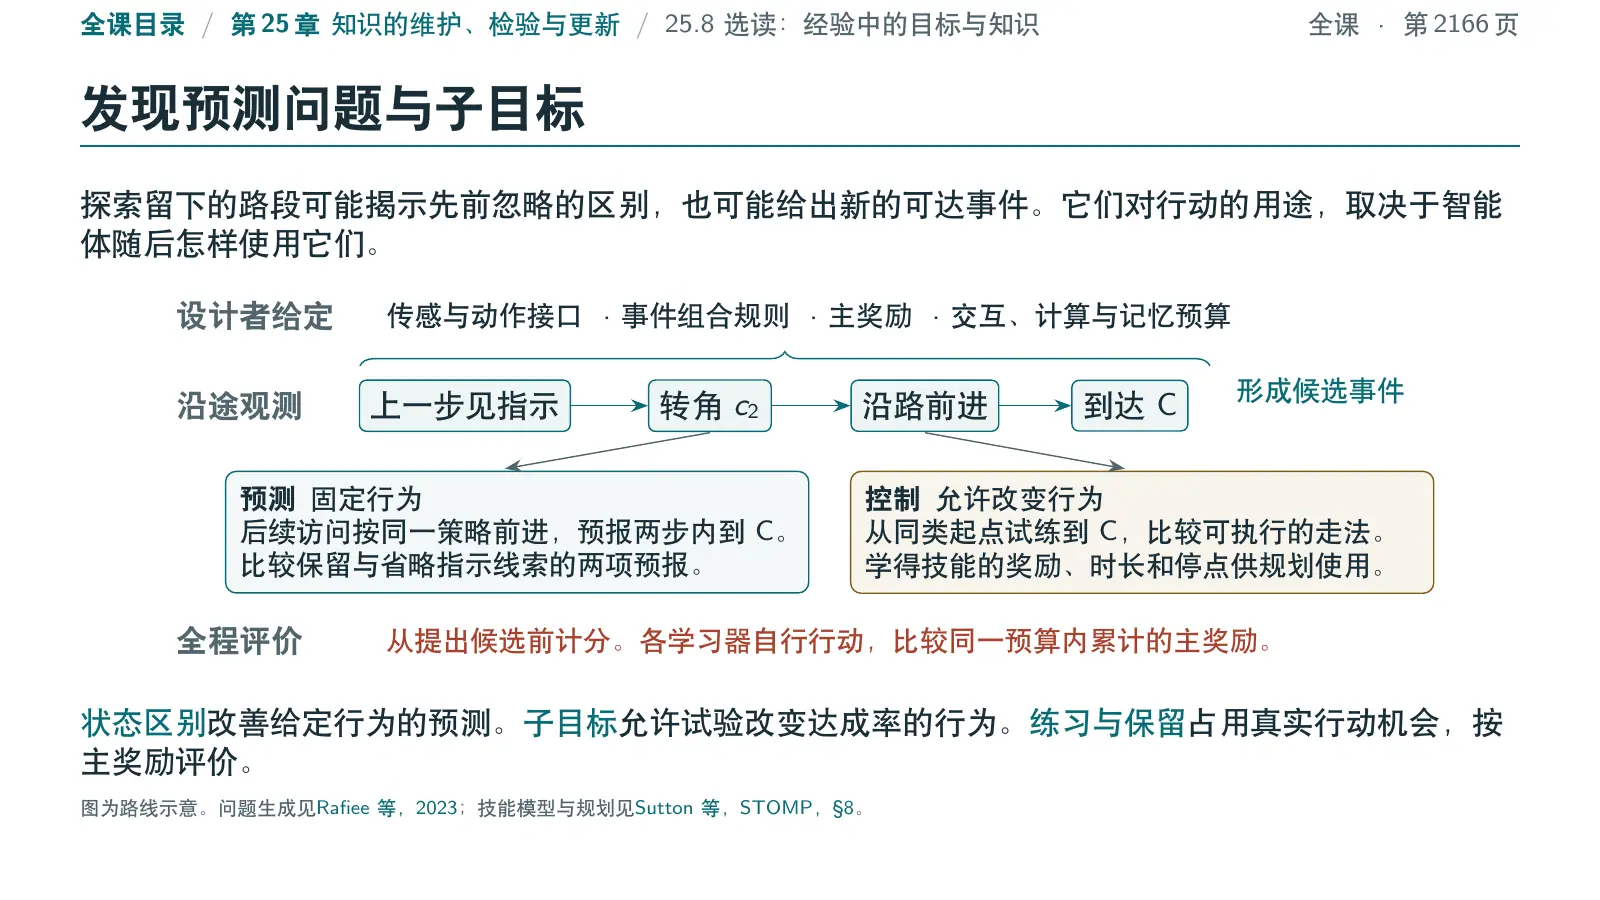 全课目录 / 第25章 知识的维护、检验与更新 / 25.8 选读：经验中的目标与知识 全课 · 第2166页
发现预测问题与子目标
探索留下的路段可能揭示先前忽略的区别，也可能给出新的可达事件。它们对行动的用途，取决于智能
体随后怎样使用它们。
设计者给定 传感与动作接口 · 事件组合规则 · 主奖励 · 交互、计算与记忆预算
沿途观测 上一步见指示 转角 c2 沿路前进 到达 C 形成候选事件
预测 固定行为
后续访问按同一策略前进，预报两步内到 C。
比较保留与省略指示线索的两项预报。
控制 允许改变行为
从同类起点试练到 C，比较可执行的走法。
学得技能的奖励、时长和停点供规划使用。
全程评价 从提出候选前计分。各学习器自行行动，比较同一预算内累计的主奖励。
状态区别改善给定行为的预测。子目标允许试验改变达成率的行为。练习与保留占用真实行动机会，按
主奖励评价。
图为路线示意。问题生成见Rafiee 等，2023；技能模型与规划见Sutton 等，STOMP，§8。